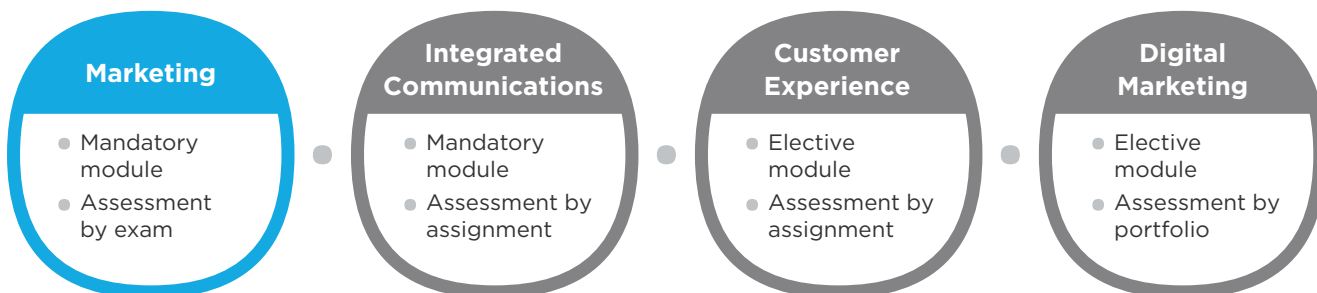 Marketing
Mandatory
module
Assessment
by exam
Integrated
Communications
Mandatory
module
Assessment by
assignment
Customer
Experience
Elective
module
Assessment by
assignment
Digital
Marketing
Elective
module
Assessment by
portfolio